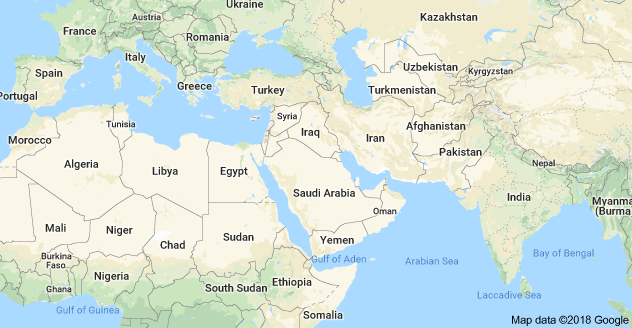 Ukraine
Austria
Kazakhstan
France
Romania
Italy
Uzbekistan
Kyrgyzstan
Spain
Greece
Turkey
Turkmenistan
Portugal
Syria
Tunisia
Afghanistan
Iraq
Iran
Morocco
Pakistan
Nepal
Algeria
Libya
Egypt
Saudi Arabia
India
Myanma
(Burma)
Oman
Mali
Niger
Chad
Sudan
Yemen
Gulf of Aden
Arabian Sea
Bay of Bengal
Burkina
Faso
Nigeria
Ghana
South Sudan
Ethiopia
Laccadive Sea
Gulf of Guinea
Somalia
Map data ©2018 Google